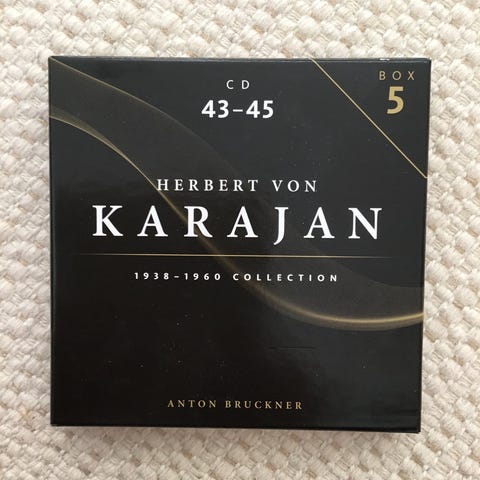 CD
43–45
BOX
5
HERBERT VON
KARAJAN
1938–1960 COLLECTION
ANTON BRUCKNER